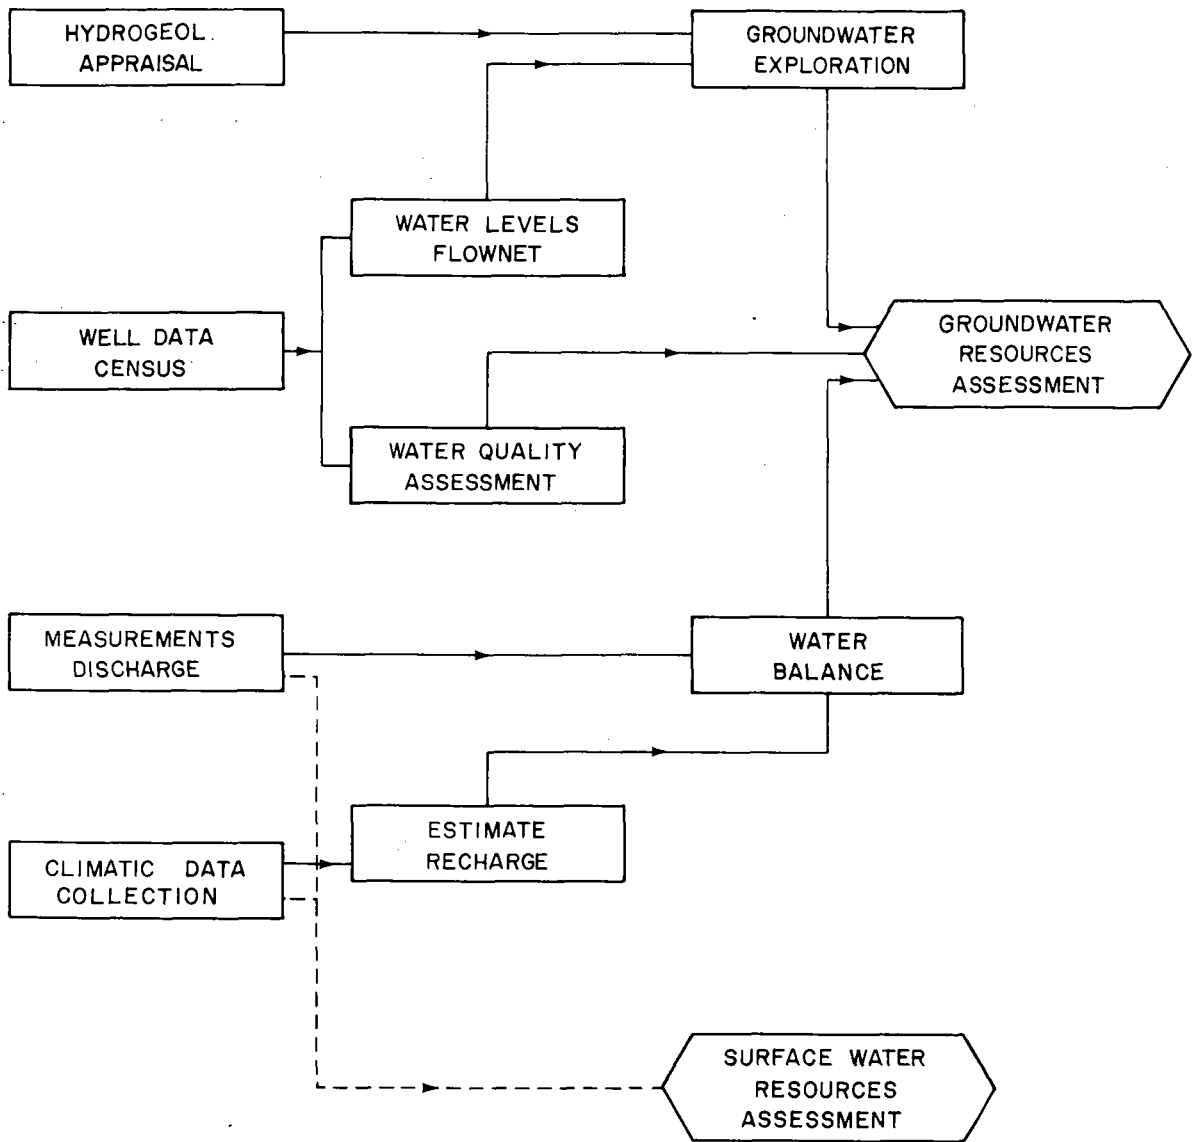 HYDROGEOL.
APPRAISAL
GROUNDWATER
EXPLORATION
WATER LEVELS
FLOWNET
WELL DATA
CENSUS
GROUNDWATER
RESOURCES
ASSESSMENT
WATER QUALITY
ASSESSMENT
MEASUREMENTS
DISCHARGE
WATER
BALANCE
ESTIMATE
RECHARGE
CLIMATIC DATA
COLLECTION
SURFACE WATER
RESOURCES
ASSESSMENT